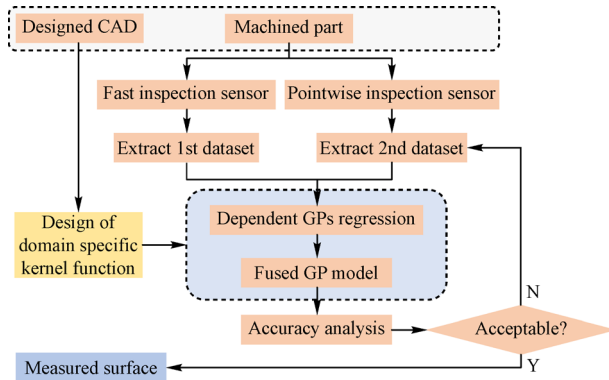 Designed CAD
Machined part
Fast inspection sensor
Pointwise inspection sensor
Extract 1st dataset
Extract 2nd dataset
Dependent GPs regression
Design of
domain specific
kernel function
Fused GP model
N
Accuracy analysis
Acceptable?
Measured surface
Y